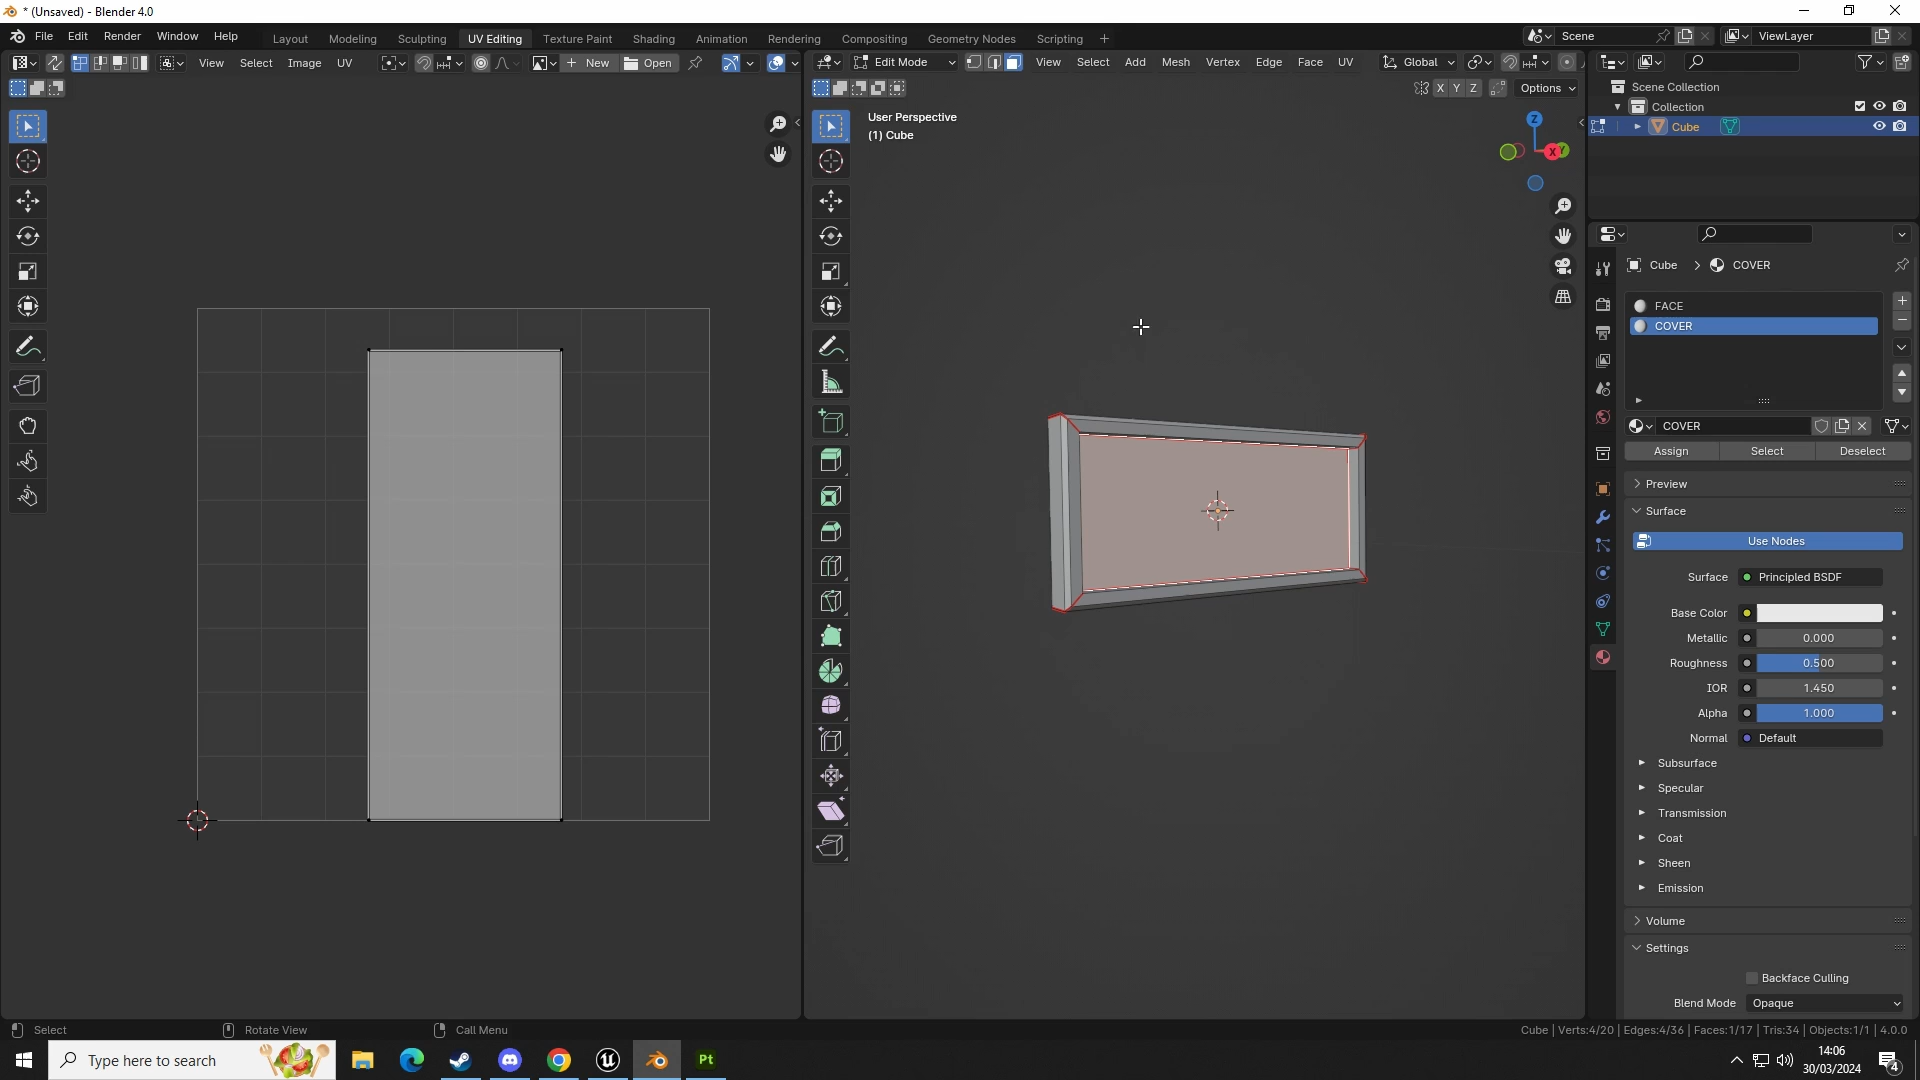 * (Unsaved) - Blender 4.0
File Edit Render Window Help
Layout Modeling Sculpting UV Editing Texture Paint Shading Animation Rendering Compositing Geometry Nodes Scripting +
Scene
ViewLayer
View Select Image UV
New Open
Edit Mode View Select Add Mesh Vertex Edge Face UV
Global
X Y Z Options
User Perspective
(1) Cube
Z
X Y
Scene Collection
Collection
Cube
Cube > COVER
FACE
COVER
COVER
Assign Select Deselect
Preview
Surface
Use Nodes
Surface Principled BSDF
Base Color
Metallic 0.000
Roughness 0.500
IOR 1.450
Alpha 1.000
Normal Default
Subsurface
Specular
Transmission
Coat
Sheen
Emission
Volume
Settings
Backface Culling
Blend Mode Opaque
Select Rotate View Call Menu
Cube | Verts:4/20 | Edges:4/36 | Faces:1/17 | Tris:34 | Objects:1/1 | 4.0.0
Type here to search
Pt
14:06
30/03/2024
4